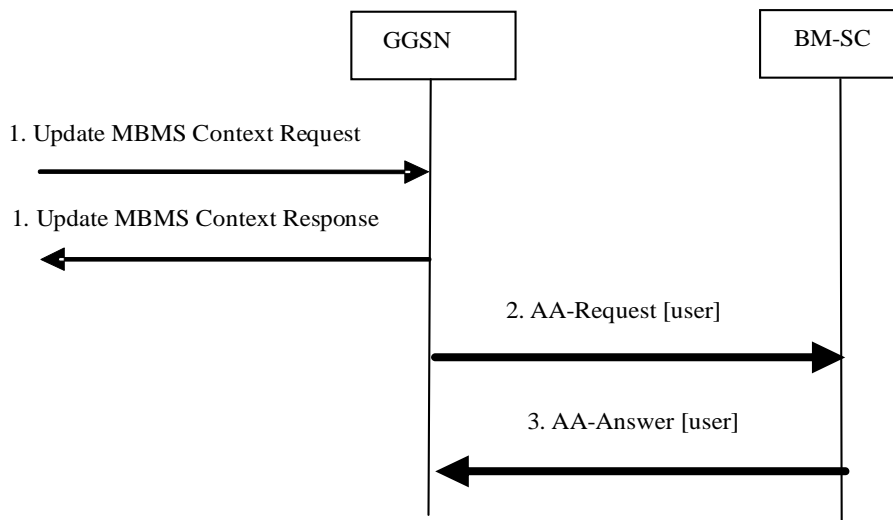 GGSN
BM-SC
1. Update MBMS Context Request
1. Update MBMS Context Response
2. AA-Request [user]
3. AA-Answer [user]